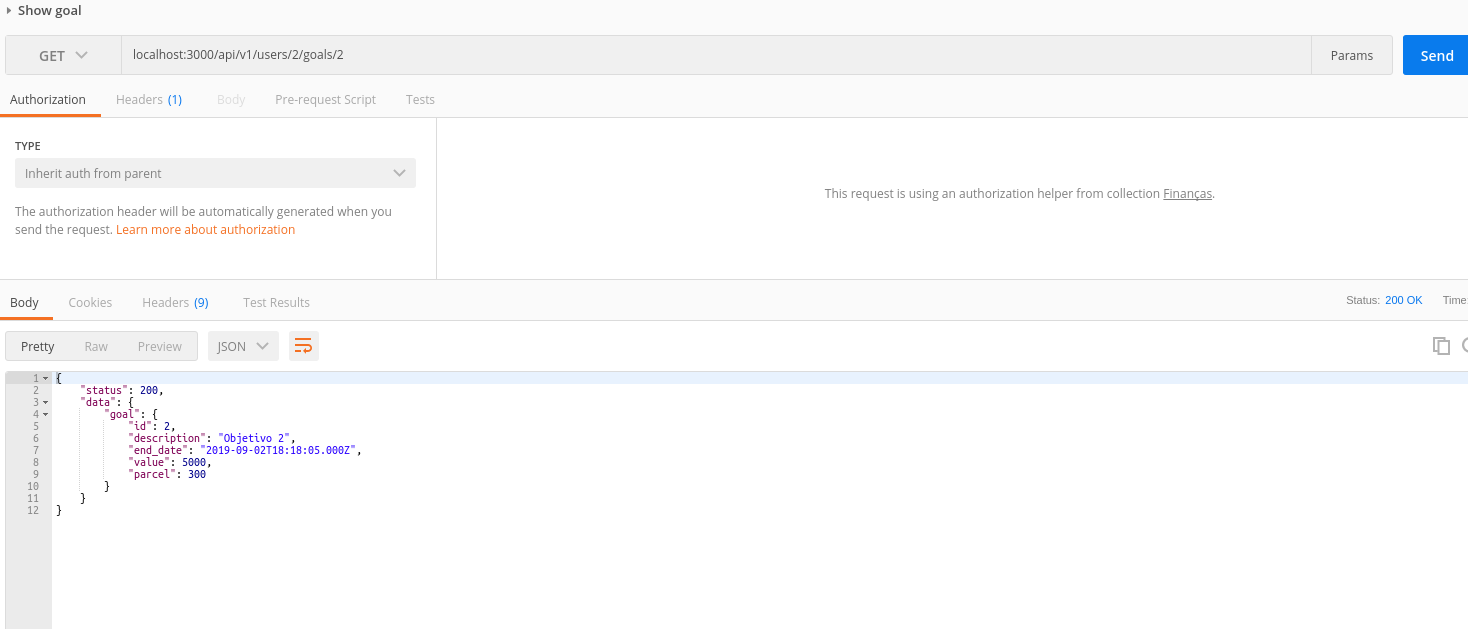 Show goal
GET localhost:3000/api/v1/users/2/goals/2 Params Send
Authorization Headers (1) Body Pre-request Script Tests
TYPE
Inherit auth from parent
The authorization header will be automatically generated when you
send the request. Learn more about authorization
This request is using an authorization helper from collection Finanças.
Body Cookies Headers (9) Test Results Status: 200 OK Time:
Pretty Raw Preview JSON
1 {
2 "status": 200,
3 "data": {
4 "goal": {
5 "id": 2,
6 "description": "Objetivo 2",
7 "end_date": "2019-09-02T18:18:05.000Z",
8 "value": 5000,
9 "parcel": 300
10 }
11 }
12 }